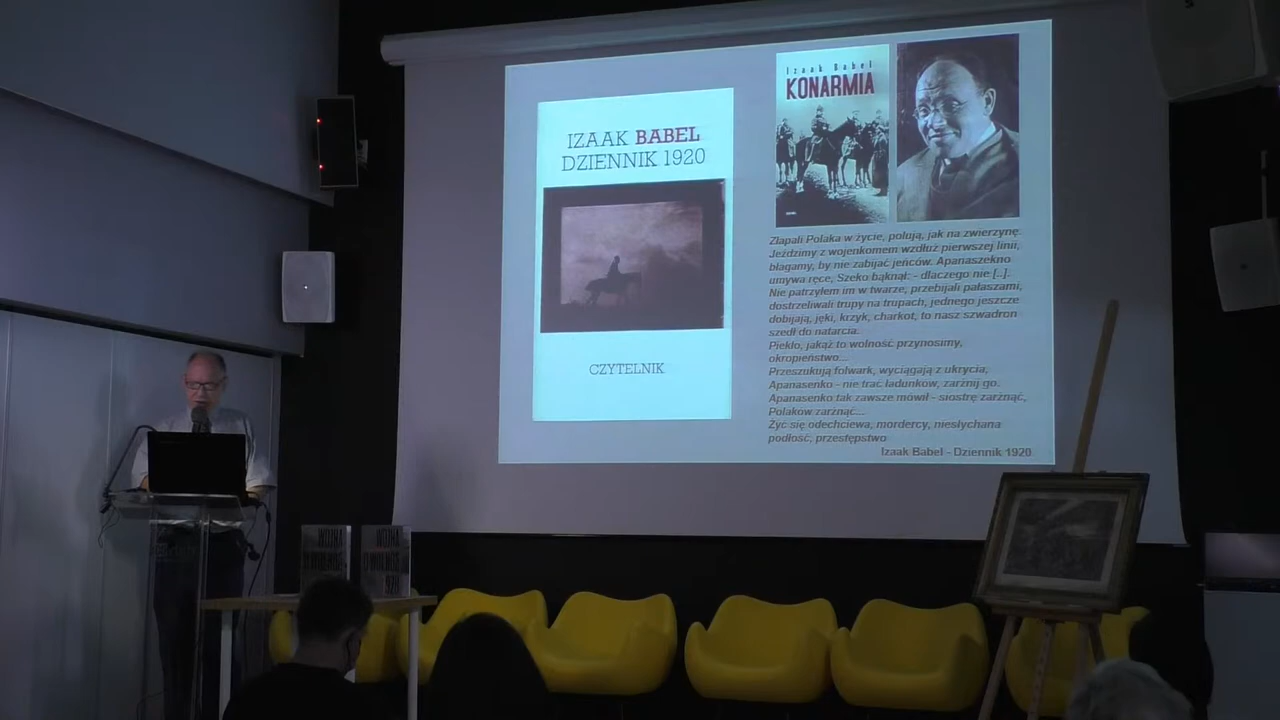 IZAAK BABEL
DZIENNIK 1920
CZYTELNIK
Izaak Babel
KONARMIA
Złapali Polaka w życie, polują, jak na zwierzynę.
Jeździmy z wojenkomem wzdłuż pierwszej linii,
błagamy, by nie zabijać jeńców. Apanaszekno
umywa ręce, Szeko bąknął: - dlaczego nie [..].
Nie patrzyłem im w twarze, przebijali pałaszami,
dostrzeliwali trupy na trupach, jednego jeszcze
dobijają, jęki, krzyk, charkot, to nasz szwadron
szedł do natarcia.
Piekło, jakąż to wolność przynosimy,
okropieństwo...
Przeszukują folwark, wyciągają z ukrycia,
Apanasenko - nie trać ładunków, zarżnij go.
Apanasenko tak zawsze mówił - siostrę zarżnąć,
Polaków zarżnąć...
Żyć się odechciewa, mordercy, niesłychana
podłość, przestępstwo
Izaak Babel - Dziennik 1920
WOJNA
WOJNA
O WOLNOŚĆ